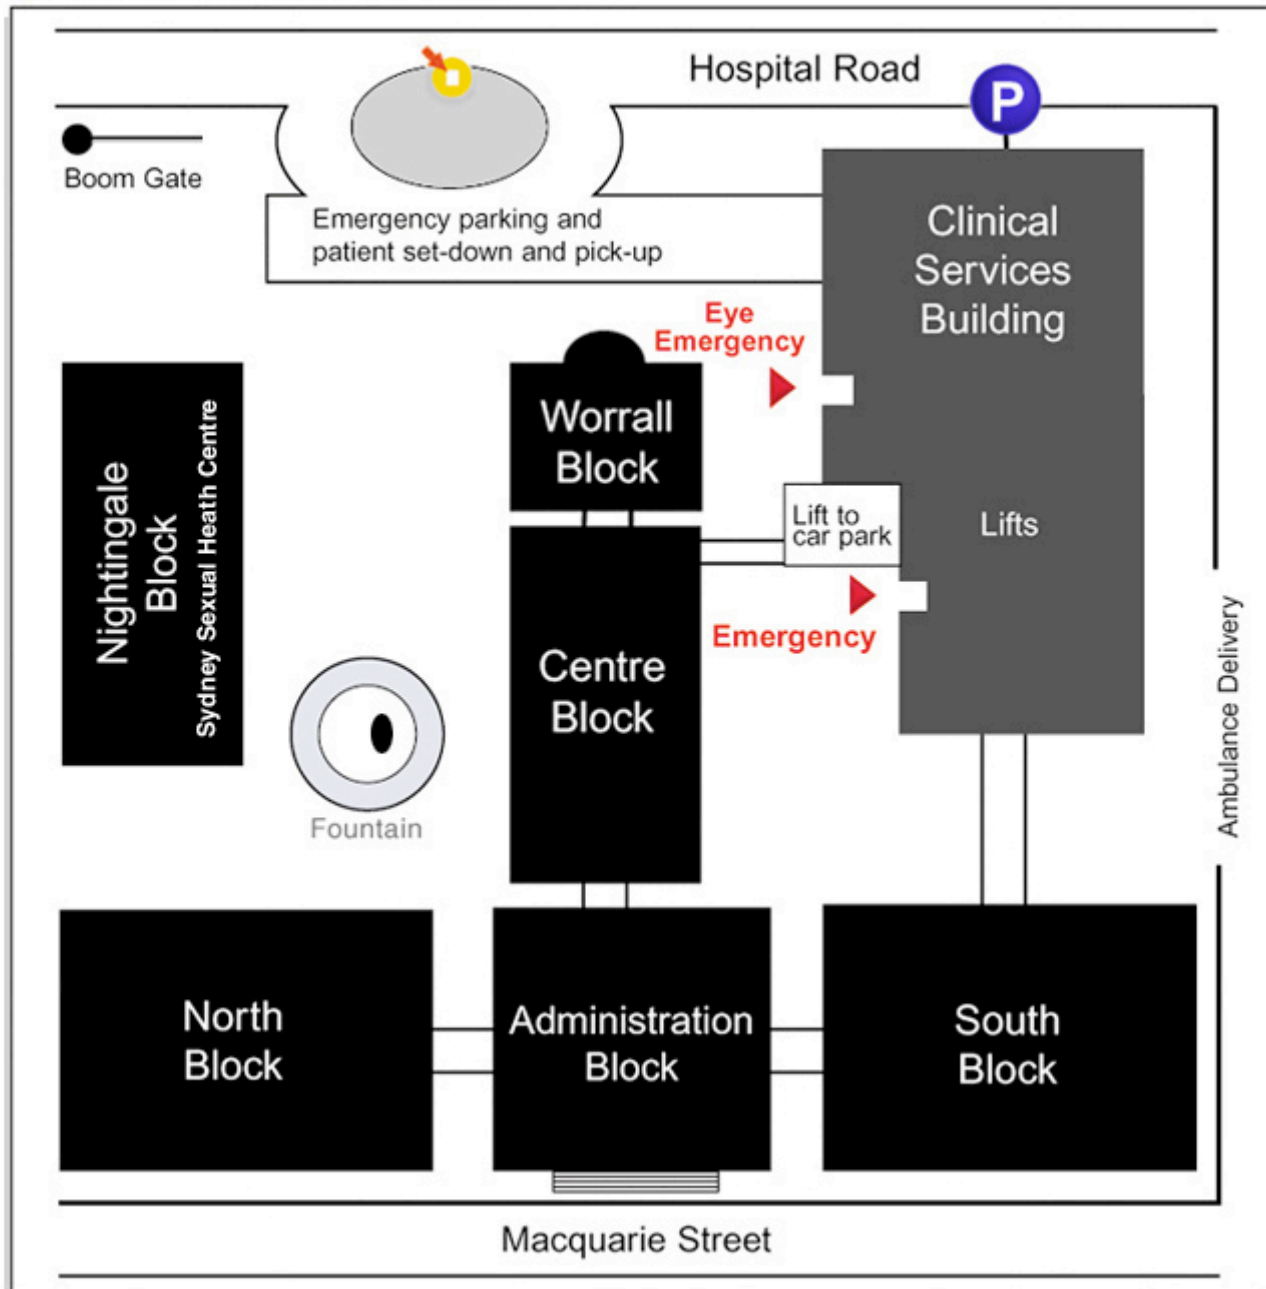 Hospital Road
P
Boom Gate
Emergency parking and
patient set-down and pick-up
Clinical
Services
Building
Eye
Emergency
Worrall
Block
Nightingale
Block
Sydney Sexual Heath Centre
Lift to
car park
Lifts
Emergency
Centre
Block
Ambulance Delivery
Fountain
North
Block
Administration
Block
South
Block
Macquarie Street